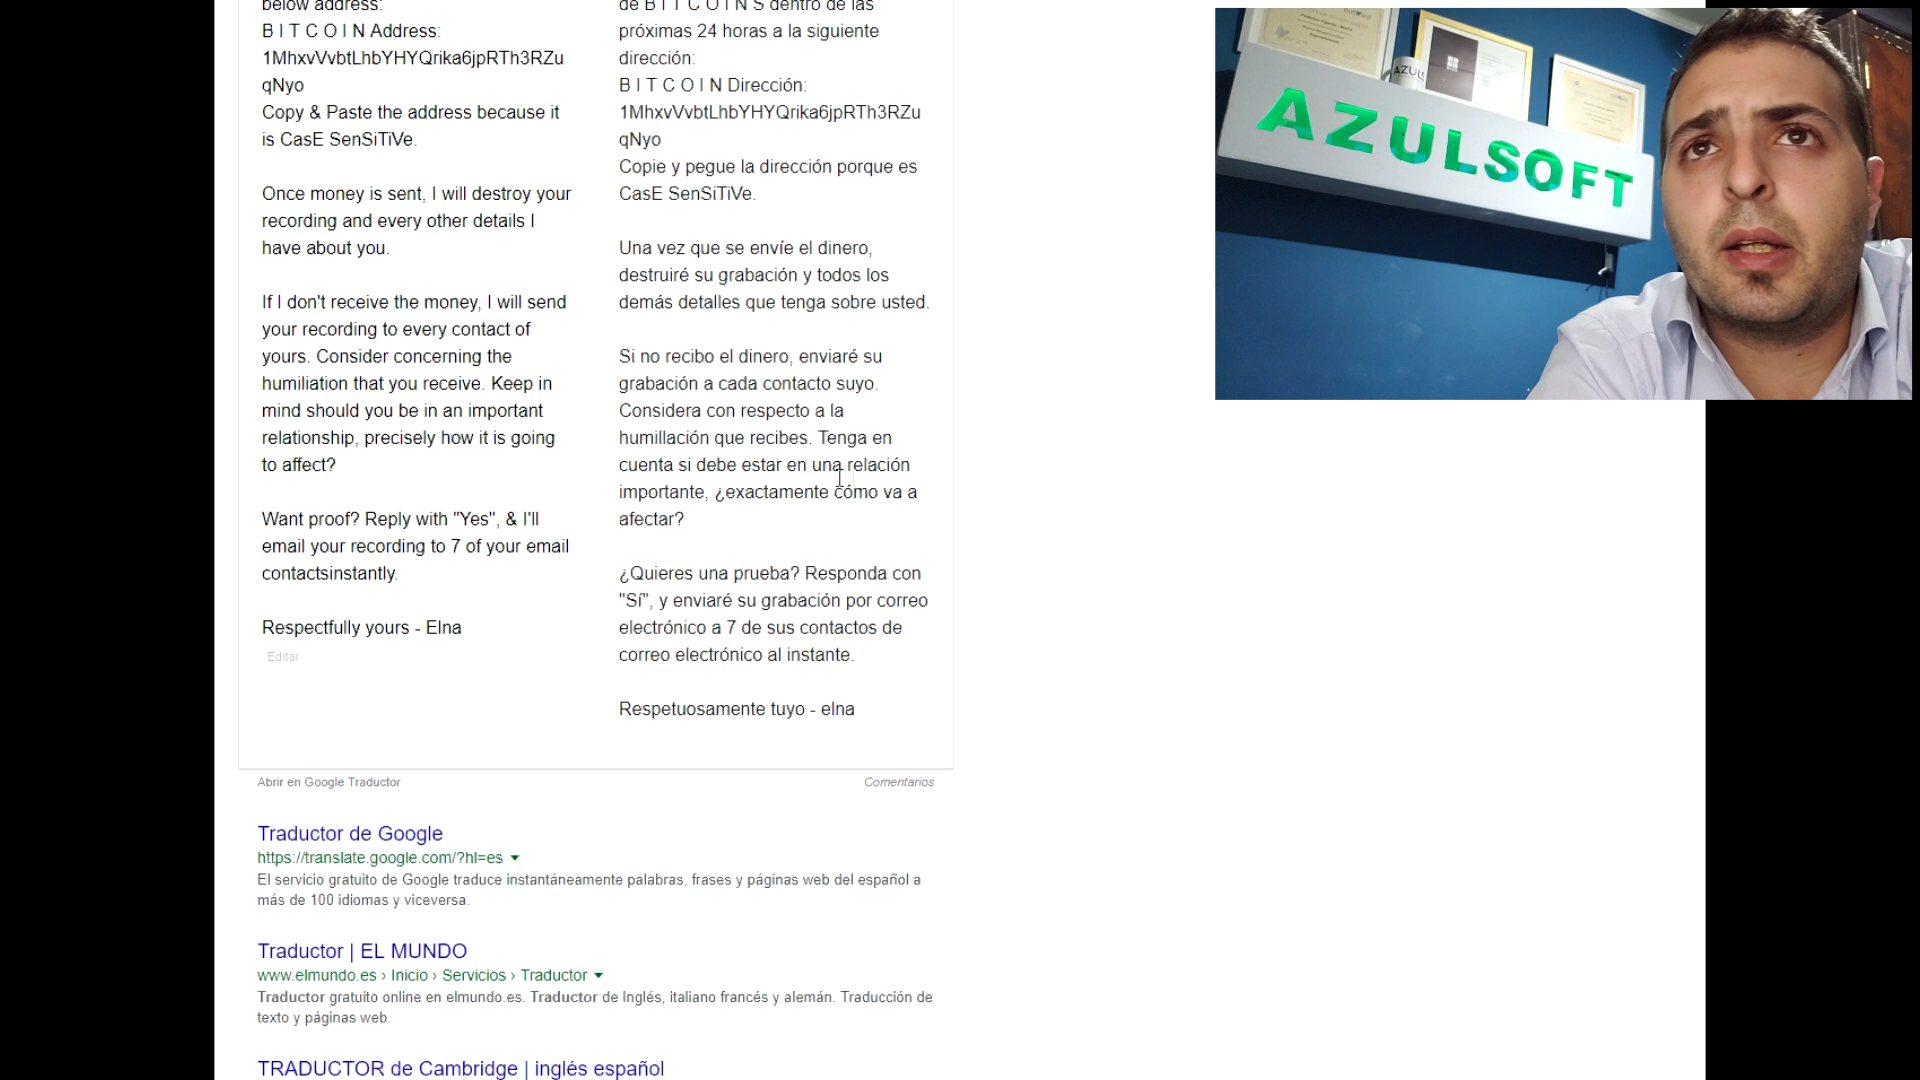 below address:
B I T C O I N Address:
1MhxvVvbtLhbYHYQrika6jpRTh3RZu
qNyo
Copy & Paste the address because it
is CasE SenSiTiVe.
Once money is sent, I will destroy your
recording and every other details I
have about you.
If I don't receive the money, I will send
your recording to every contact of
yours. Consider concerning the
humiliation that you receive. Keep in
mind should you be in an important
relationship, precisely how it is going
to affect?
Want proof? Reply with "Yes", & I'll
email your recording to 7 of your email
contactsinstantly.
Respectfully yours - Elna
Editar
de B I T C O I N S dentro de las
próximas 24 horas a la siguiente
dirección:
B I T C O I N Dirección:
1MhxvVvbtLhbYHYQrika6jpRTh3RZu
qNyo
Copie y pegue la dirección porque es
CasE SenSiTiVe.
Una vez que se envíe el dinero,
destruiré su grabación y todos los
demás detalles que tenga sobre usted.
Si no recibo el dinero, enviaré su
grabación a cada contacto suyo.
Considera con respecto a la
humillación que recibes. Tenga en
cuenta si debe estar en una relación
importante, ¿exactamente cómo va a
afectar?
¿Quieres una prueba? Responda con
"Sí", y enviaré su grabación por correo
electrónico a 7 de sus contactos de
correo electrónico al instante.
Respetuosamente tuyo - elna
Abrir en Google Traductor
Comentarios
Traductor de Google
https://translate.google.com/?hl=es
El servicio gratuito de Google traduce instantáneamente palabras, frases y páginas web del español a
más de 100 idiomas y viceversa.
Traductor | EL MUNDO
www.elmundo.es › Inicio › Servicios › Traductor
Traductor gratuito online en elmundo.es. Traducción de Inglés, italiano francés y alemán. Traducción de
texto y páginas web.
TRADUCTOR de Cambridge | inglés español
AZUL
AZULSOFT